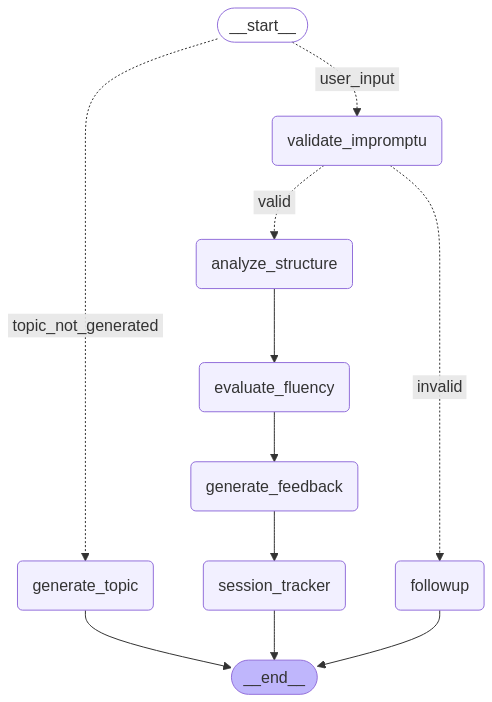 __start__
user_input
validate_impromptu
valid
analyze_structure
topic_not_generated
evaluate_fluency
invalid
generate_feedback
generate_topic
session_tracker
followup
__end__